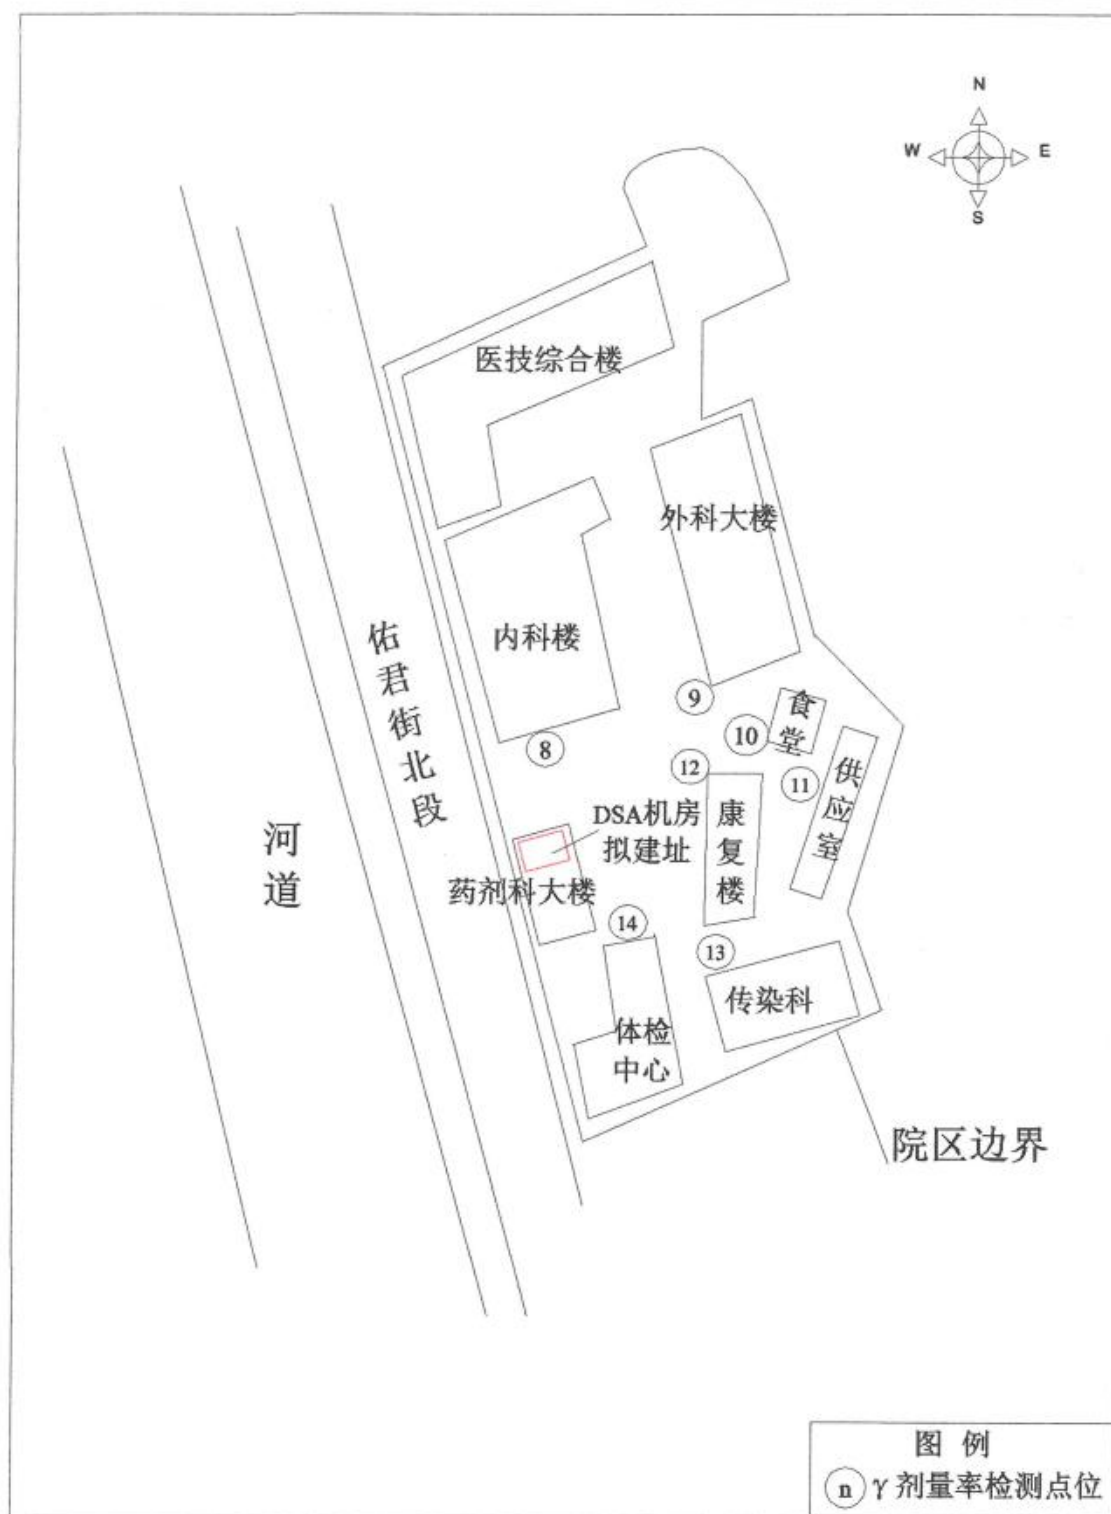 N
W
E
S
医技综合楼
外科大楼
内科楼
佑君街北段
9
食堂
10
8
12
11
供应室
DSA机房
拟建址
康复楼
河道
药剂科大楼
14
13
传染科
体检
中心
院区边界
图 例
n γ 剂量率检测点位